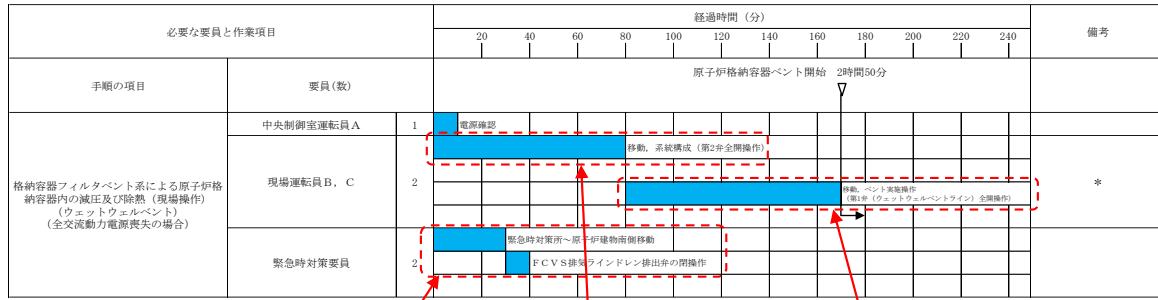 必要な要員と作業項目
経過時間(分)
備考
20 40 60 80 100 120 140 160 180 200 220 240
手順の項目
要員(数)
原子炉格納容器ベント開始 2時間50分
格納容器フィルタベント系による原子炉格
納容器内の減圧及び除熱(現場操作)
(ウェットウェルベント)
(全交流動力電源喪失の場合)
中央制御室運転員A
1
電源確認
現場運転員B,C
2
移動,系統構成(第2弁全開操作)
移動,ベント実施操作
(第1弁(ウェットウェルベントライン)全開操作)
*
緊急時対策要員
2
緊急時対策所~原子炉建物南側移動
FCVS排気ラインドレン排出弁の閉操作